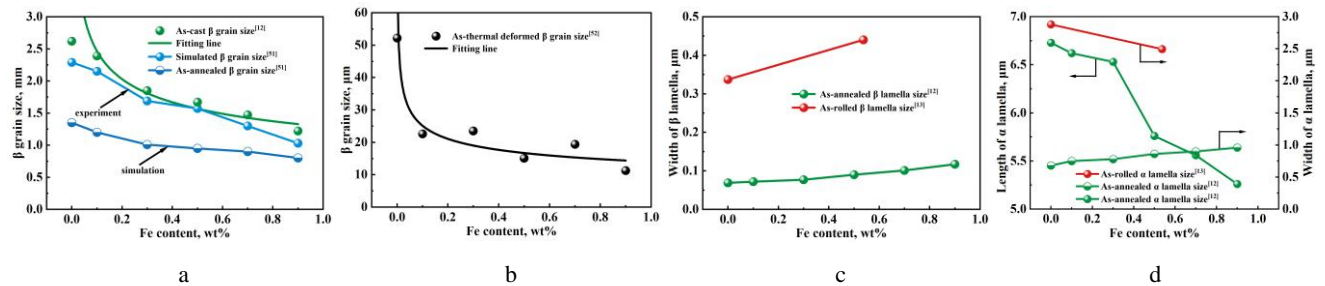 3.0
2.5
2.0
1.5
1.0
0.5
0.0
β grain size, mm
As-cast β grain size[12]
Fitting line
Simulated β grain size[51]
As-annealed β grain size[51]
experiment
simulation
0.0 0.2 0.4 0.6 0.8 1.0
Fe content, wt%
a
60
50
40
30
20
10
0
β grain size, μm
As-thermal deformed β grain size[52]
Fitting line
0.0 0.2 0.4 0.6 0.8 1.0
Fe content, wt%
b
0.5
0.4
0.3
0.2
0.1
0.0
Width of β lamella, μm
As-annealed β lamella size[12]
As-rolled β lamella size[13]
0.0 0.2 0.4 0.6 0.8 1.0
Fe content, wt%
c
7.0
6.5
6.0
5.5
5.0
Length of α lamella, μm
3.0
2.5
2.0
1.5
1.0
0.5
0.0
Width of α lamella, μm
As-rolled α lamella size[13]
As-annealed α lamella size[12]
As-annealed α lamella size[12]
0.0 0.2 0.4 0.6 0.8 1.0
Fe content, wt%
d